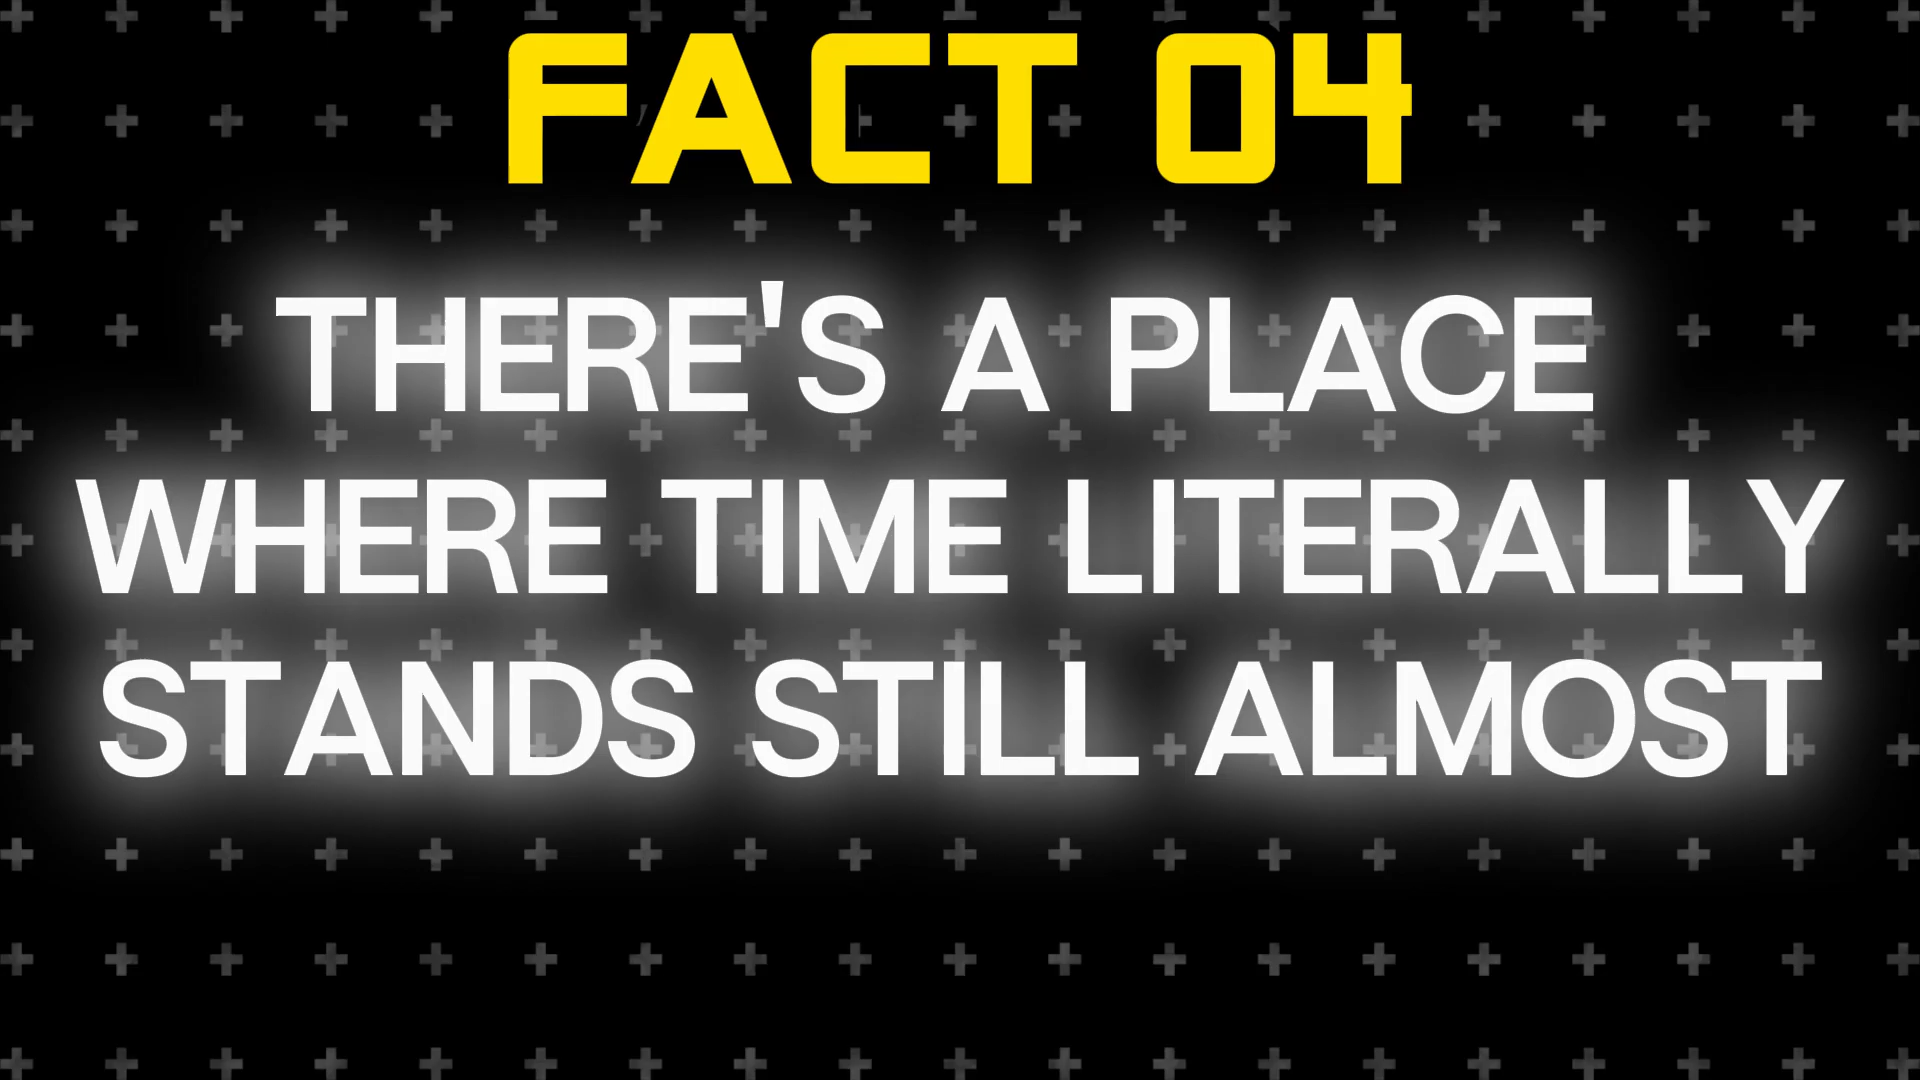 FACT 04
THERE'S A PLACE
WHERE TIME LITERALLY
STANDS STILL ALMOST